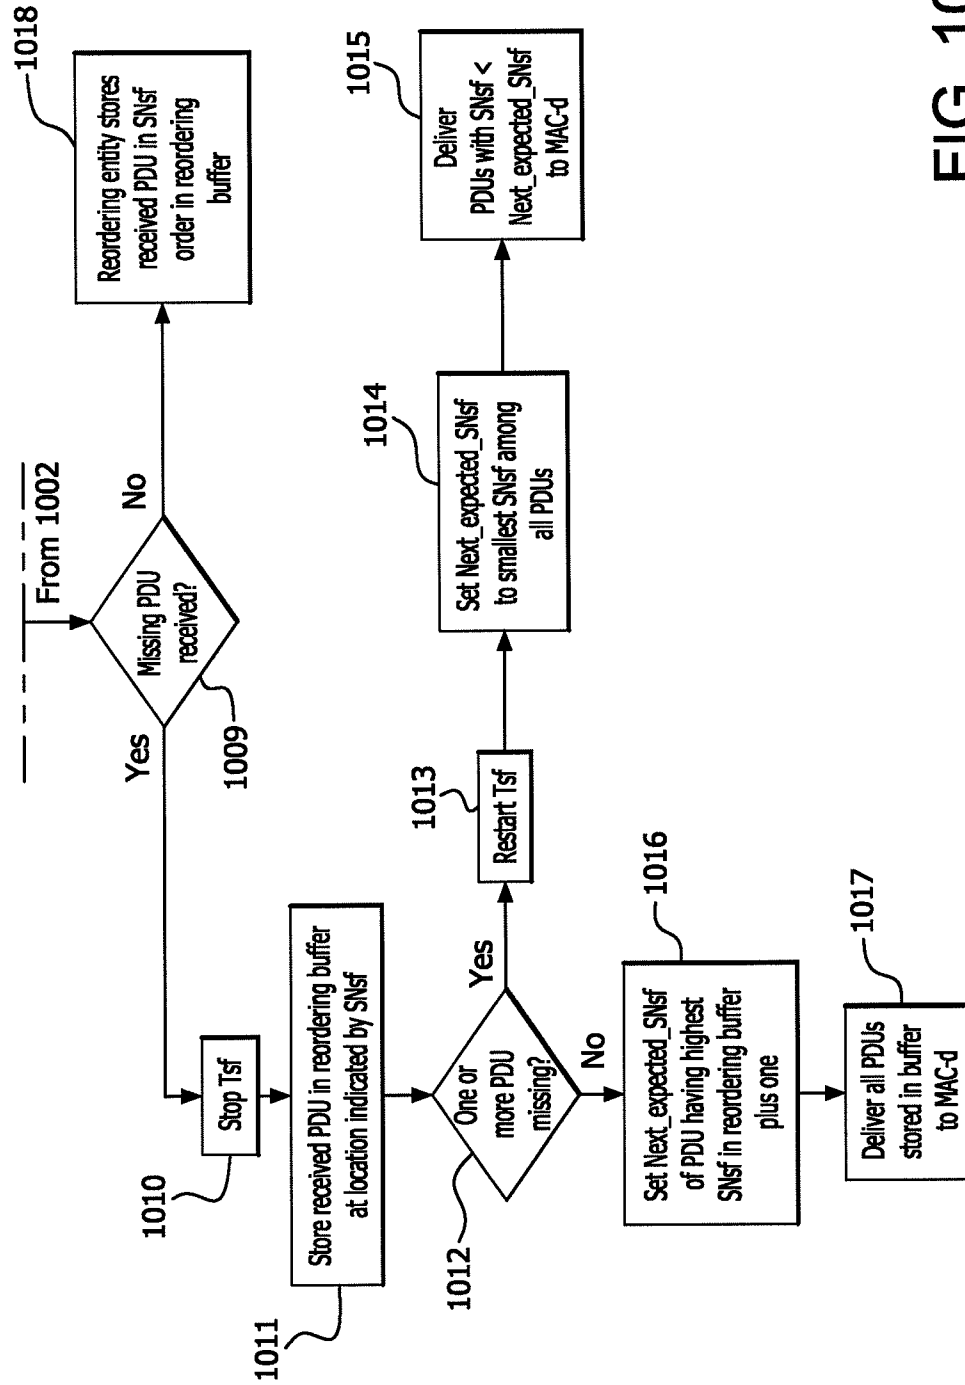 From 1002
Missing PDU
received?
1009
No
Reordering entity stores
received PDU in SNsf
order in reordering
buffer
1018
Yes
Stop Tsf
1010
Store received PDU in reordering buffer
at location indicated by SNsf
1011
One or
more PDU
missing?
1012
Yes
Restart Tsf
1013
Set Next_expected_SNsf
to smallest SNsf among
all PDUs
1014
Deliver
PDUs with SNsf <
Next_expected_SNsf
to MAC-d
1015
No
Set Next_expected_SNsf
of PDU having highest
SNsf in reordering buffer
plus one
1016
Deliver all PDUs
stored in buffer
to MAC-d
1017